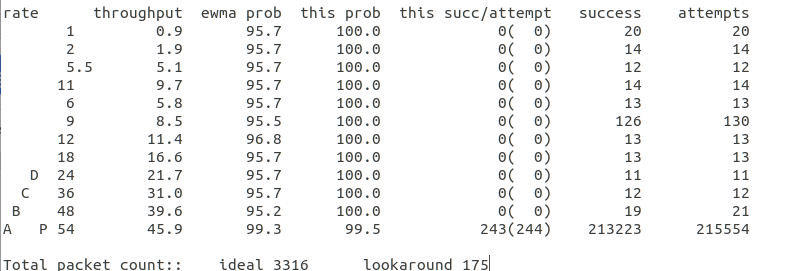 rate throughput ewma prob this prob this succ/attempt success attempts
1 0.9 95.7 100.0 0( 0) 20 20
2 1.9 95.7 100.0 0( 0) 14 14
5.5 5.1 95.7 100.0 0( 0) 12 12
11 9.7 95.7 100.0 0( 0) 14 14
6 5.8 95.7 100.0 0( 0) 13 13
9 8.5 95.5 100.0 0( 0) 126 130
12 11.4 96.8 100.0 0( 0) 13 13
18 16.6 95.7 100.0 0( 0) 13 13
D 24 21.7 95.7 100.0 0( 0) 11 11
C 36 31.0 95.7 100.0 0( 0) 12 12
B 48 39.6 95.2 100.0 0( 0) 19 21
A P 54 45.9 99.3 99.5 243(244) 213223 215554
Total packet count:: ideal 3316 lookaround 175